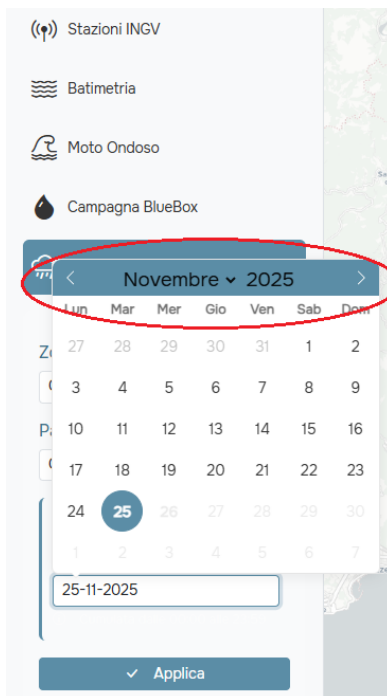 Stazioni INGV
Batimetria
Moto Ondoso
Campagna BlueBox
Novembre 2025
Lun Mar Mer Gio Ven Sab Dom
27 28 29 30 31 1 2
3 4 5 6 7 8 9
10 11 12 13 14 15 16
17 18 19 20 21 22 23
24 25 26 27 28 29 30
1 2 3 4 5 6 7
25-11-2025
Applica